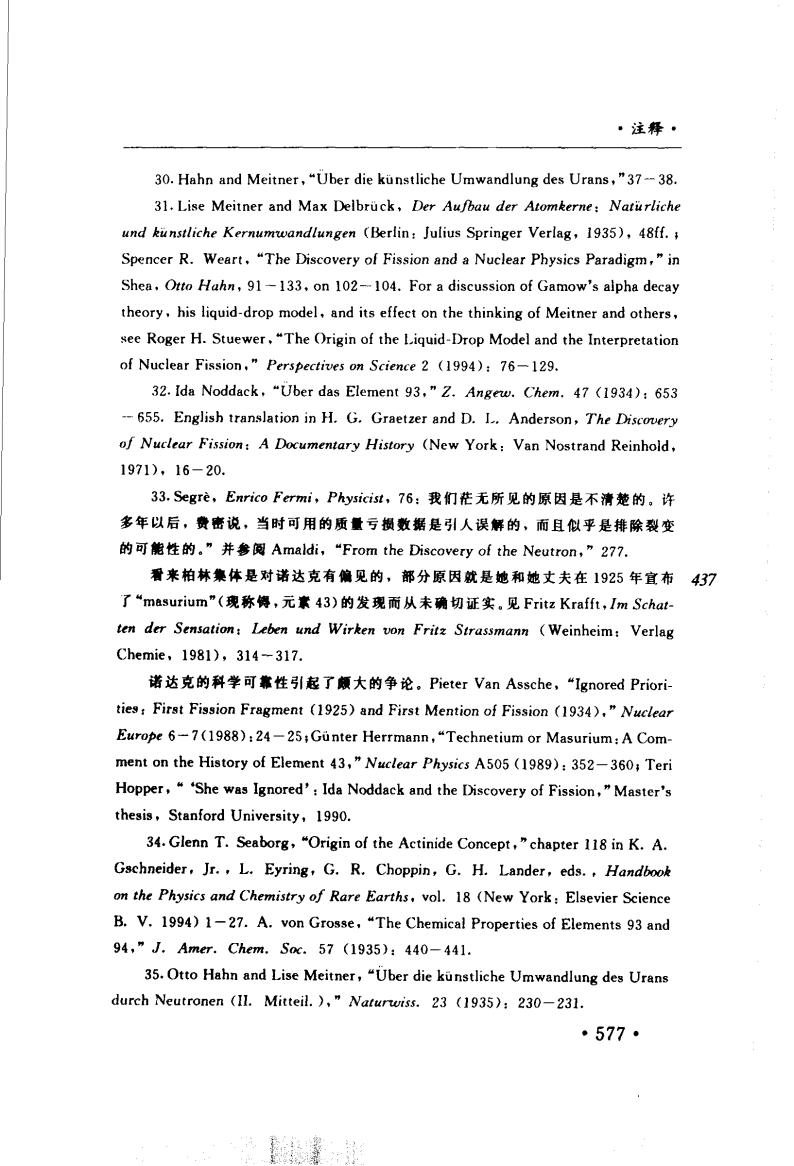 ·注释·
30. Hahn and Meitner, “Über die künstliche Umwandlung des Urans,” 37—38.
31. Lise Meitner and Max Delbrück, Der Aufbau der Atomkerne: Natürliche
und künstliche Kernumwandlungen (Berlin: Julius Springer Verlag, 1935), 48ff.;
Spencer R. Weart, “The Discovery of Fission and a Nuclear Physics Paradigm,” in
Shea, Otto Hahn, 91—133, on 102—104. For a discussion of Gamow's alpha decay
theory, his liquid-drop model, and its effect on the thinking of Meitner and others,
see Roger H. Stuewer, “The Origin of the Liquid-Drop Model and the Interpretation
of Nuclear Fission,” Perspectives on Science 2 (1994): 76—129.
32. Ida Noddack, “Über das Element 93,” Z. Angew. Chem. 47 (1934): 653
—655. English translation in H. G. Graetzer and D. L. Anderson, The Discovery
of Nuclear Fission: A Documentary History (New York: Van Nostrand Reinhold,
1971), 16—20.
33. Segrè, Enrico Fermi, Physicist, 76: 我们茫无所见的原因是不清楚的。许
多年以后，费密说，当时可用的质量亏损数据是引人误解的，而且似乎是排除裂变
的可能性的。” 并参阅 Amaldi, “From the Discovery of the Neutron,” 277.
看来柏林集体是对诺达克有偏见的，部分原因就是她和她丈夫在 1925 年宣布 437
了“masurium”(现称锝，元素 43)的发现而从未确切证实。见 Fritz Krafft, Im Schat-
ten der Sensation: Leben und Wirken von Fritz Strassmann (Weinheim: Verlag
Chemie, 1981), 314—317.
诺达克的科学可靠性引起了颇大的争论。Pieter Van Assche, “Ignored Priori-
ties: First Fission Fragment (1925) and First Mention of Fission (1934),” Nuclear
Europe 6—7(1988): 24—25; Günter Herrmann, “Technetium or Masurium: A Com-
ment on the History of Element 43,” Nuclear Physics A505 (1989): 352—360; Teri
Hopper, “ ‘She was Ignored’: Ida Noddack and the Discovery of Fission,” Master's
thesis, Stanford University, 1990.
34. Glenn T. Seaborg, “Origin of the Actinide Concept,” chapter 118 in K. A.
Gschneider, Jr., L. Eyring, G. R. Choppin, G. H. Lander, eds., Handbook
on the Physics and Chemistry of Rare Earths, vol. 18 (New York: Elsevier Science
B. V. 1994) 1—27. A. von Grosse, “The Chemical Properties of Elements 93 and
94,” J. Amer. Chem. Soc. 57 (1935): 440—441.
35. Otto Hahn and Lise Meitner, “Über die künstliche Umwandlung des Urans
durch Neutronen (II. Mitteil.),” Naturwiss. 23 (1935): 230—231.
·577·